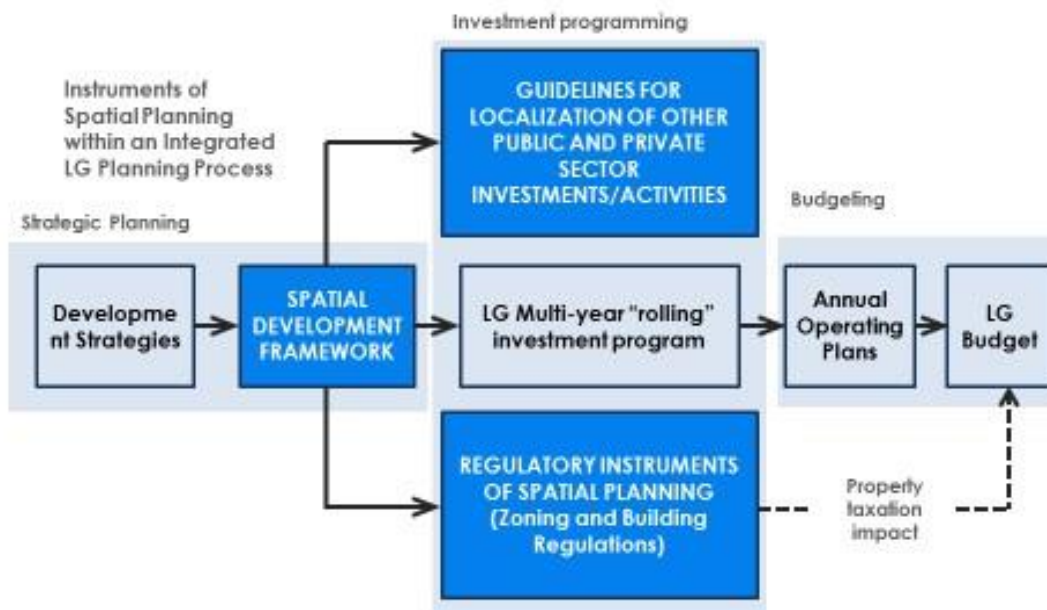 Investment programming
Instruments of
Spatial Planning
within an Integrated
LG Planning Process
GUIDELINES FOR
LOCALIZATION OF OTHER
PUBLIC AND PRIVATE
SECTOR
INVESTMENTS/ACTIVITIES
Strategic Planning
Budgeting
Developme
nt Strategies
SPATIAL
DEVELOPMENT
FRAMEWORK
LG Multi-year "rolling"
investment program
Annual
Operating
Plans
LG
Budget
REGULATORY INSTRUMENTS
OF SPATIAL PLANNING
(Zoning and Building
Regulations)
Property
taxation
impact